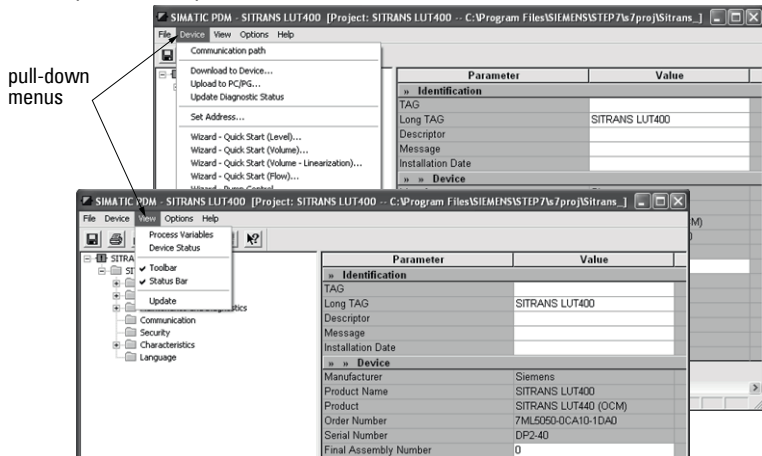 SIMATIC PDM - SITRANS LUT400 [Project: SITRANS LUT400 -- C:\Program Files\SIEMENS\STEP7\s7proj\Sitrans_]
File Device View Options Help
Communication path
Download to Device...
Upload to PC/PG...
Update Diagnostic Status
Set Address...
Wizard - Quick Start (Level)...
Wizard - Quick Start (Volume)...
Wizard - Quick Start (Volume - Linearization)...
Wizard - Quick Start (Flow)...
Wizard - Pump Control
pull-down
menus
Parameter Value
» Identification
TAG
Long TAG SITRANS LUT400
Descriptor
Message
Installation Date
» » Device
SIMATIC PDM - SITRANS LUT400 [Project: SITRANS LUT400 -- C:\Program Files\SIEMENS\STEP7\s7proj\Sitrans_]
File Device View Options Help
Process Variables
Device Status
Toolbar
Status Bar
Update
SITRA
Communication
Security
Characteristics
Language
Parameter Value
» Identification
TAG
Long TAG SITRANS LUT400
Descriptor
Message
Installation Date
» » Device
Manufacturer Siemens
Product Name SITRANS LUT400
Product SITRANS LUT440 (OCM)
Order Number 7ML5050-0CA10-1DA0
Serial Number DP2-40
Final Assembly Number 0